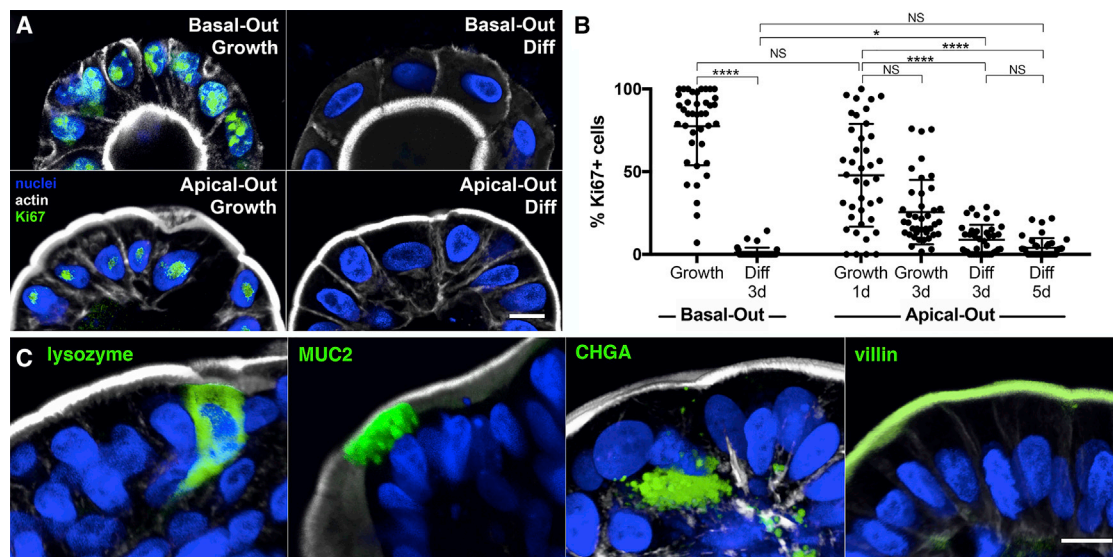 A
Basal-Out
Growth
Basal-Out
Diff
nuclei
actin
Ki67
Apical-Out
Growth
Apical-Out
Diff
B
NS
*
NS
****
****
****
NS
NS
% Ki67+ cells
100
50
0
Growth
Diff
3d
Growth
1d
Growth
3d
Diff
3d
Diff
5d
Basal-Out
Apical-Out
C
lysozyme
MUC2
CHGA
villin